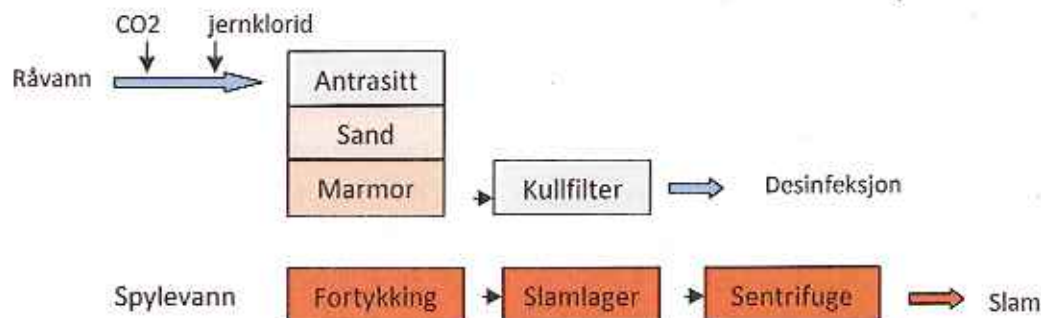 CO2 jernklorid
Råvann
Antrasitt
Sand
Marmor
Kullfilter
Desinfeksjon
Spylevann
Fortykking
Slamlager
Sentrifuge
Slam